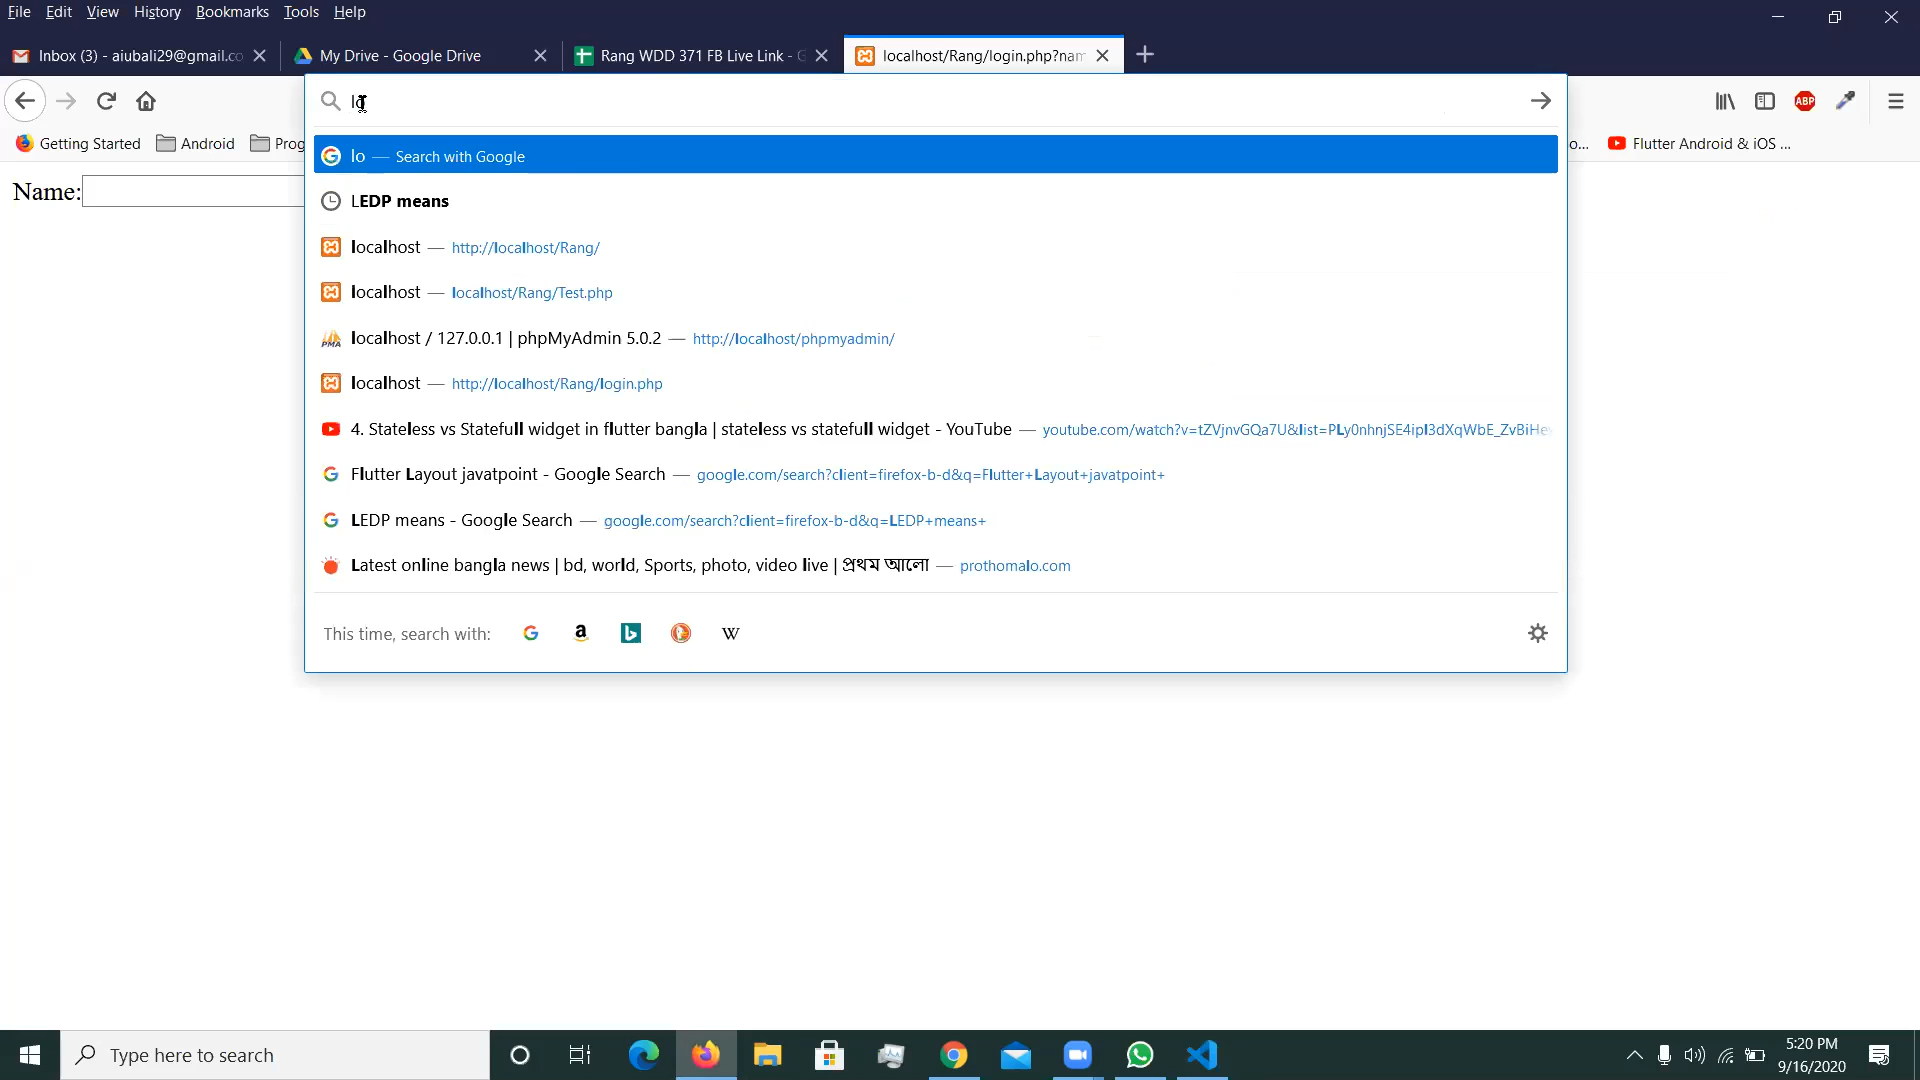 File Edit View History Bookmarks Tools Help
Inbox (3) - aiubali29@gmail.co
My Drive - Google Drive
Rang WDD 371 FB Live Link - G
localhost/Rang/login.php?nam
lo
Getting Started Android Prog o... Flutter Android & iOS ...
ABP
Name:
lo — Search with Google
LEDP means
localhost — http://localhost/Rang/
localhost — localhost/Rang/Test.php
localhost / 127.0.0.1 | phpMyAdmin 5.0.2 — http://localhost/phpmyadmin/
localhost — http://localhost/Rang/login.php
4. Stateless vs Statefull widget in flutter bangla | stateless vs statefull widget - YouTube — youtube.com/watch?v=tZVjnvGQa7U&list=PLy0nhnjSE4ipI3dXqWbE_ZvBiHe
Flutter Layout javatpoint - Google Search — google.com/search?client=firefox-b-d&q=Flutter+Layout+javatpoint+
LEDP means - Google Search — google.com/search?client=firefox-b-d&q=LEDP+means+
Latest online bangla news | bd, world, Sports, photo, video live | প্রথম আলো — prothomalo.com
This time, search with:
Type here to search
5:20 PM
9/16/2020